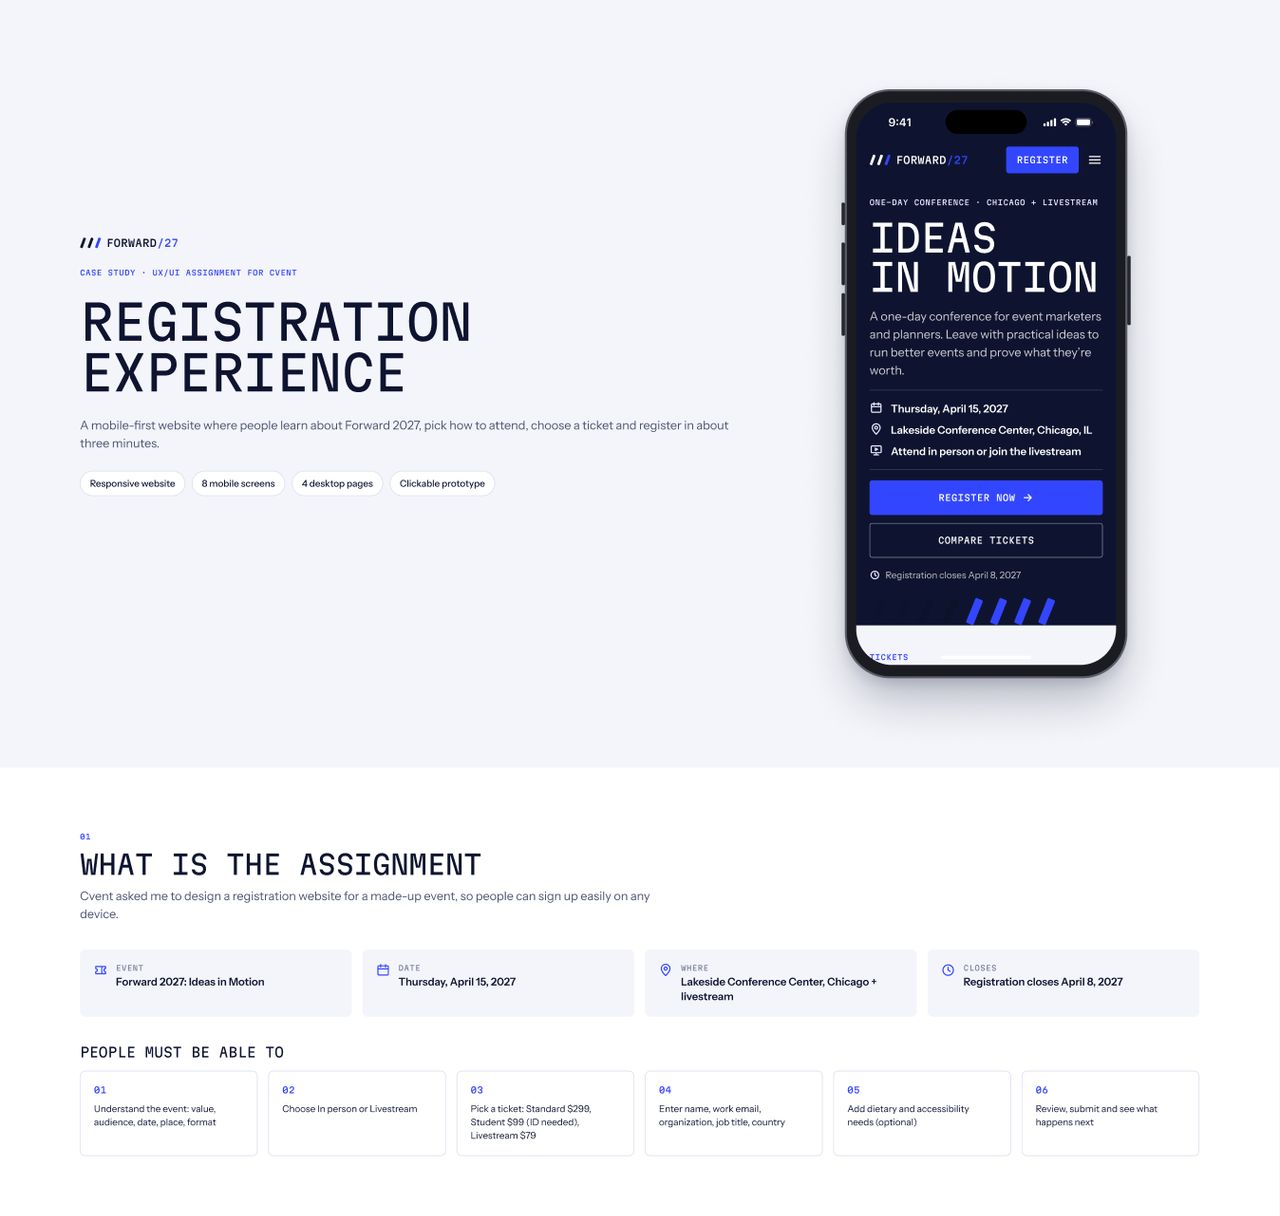 FORWARD/27
CASE STUDY · UX/UI ASSIGNMENT FOR CVENT
REGISTRATION
EXPERIENCE
A mobile-first website where people learn about Forward 2027, pick how to attend, choose a ticket and register in about
three minutes.
Responsive website
8 mobile screens
4 desktop pages
Clickable prototype
9:41
FORWARD/27
REGISTER
ONE-DAY CONFERENCE · CHICAGO + LIVESTREAM
IDEAS
IN MOTION
A one-day conference for event marketers
and planners. Leave with practical ideas to
run better events and prove what they're
worth.
Thursday, April 15, 2027
Lakeside Conference Center, Chicago, IL
Attend in person or join the livestream
REGISTER NOW →
COMPARE TICKETS
Registration closes April 8, 2027
TICKETS
01
WHAT IS THE ASSIGNMENT
Cvent asked me to design a registration website for a made-up event, so people can sign up easily on any
device.
EVENT
Forward 2027: Ideas in Motion
DATE
Thursday, April 15, 2027
WHERE
Lakeside Conference Center, Chicago +
livestream
CLOSES
Registration closes April 8, 2027
PEOPLE MUST BE ABLE TO
01
Understand the event: value,
audience, date, place, format
02
Choose In person or Livestream
03
Pick a ticket: Standard $299,
Student $99 (ID needed),
Livestream $79
04
Enter name, work email,
organization, job title, country
05
Add dietary and accessibility
needs (optional)
06
Review, submit and see what
happens next